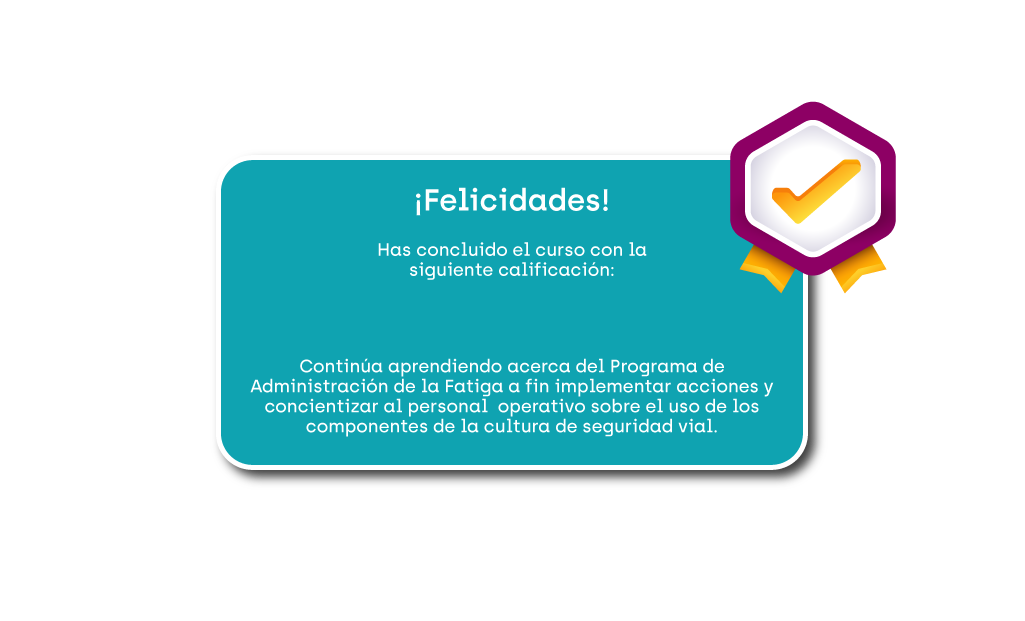 ¡Felicidades!
Has concluido el curso con la
siguiente calificación:
Continúa aprendiendo acerca del Programa de
Administración de la Fatiga a fin implementar acciones y
concientizar al personal  operativo sobre el uso de los
componentes de la cultura de seguridad vial.